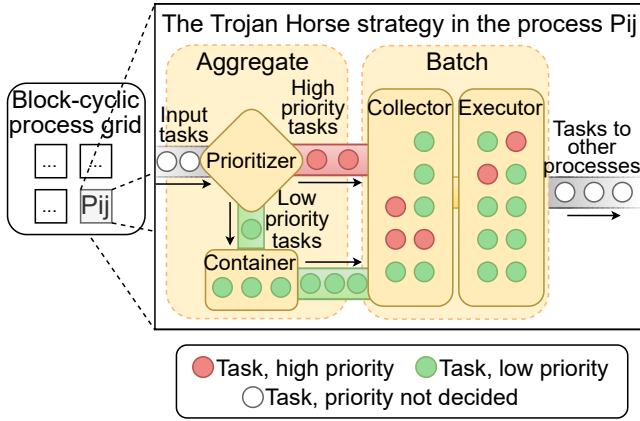 The Trojan Horse strategy in the process Pij
Block-cyclic
process grid
...
...
...
Pij
Aggregate
Input
tasks
High
priority
tasks
Prioritizer
Low
priority
tasks
Container
Batch
Collector
Executor
Tasks to
other
processes
Task, high priority
Task, low priority
Task, priority not decided